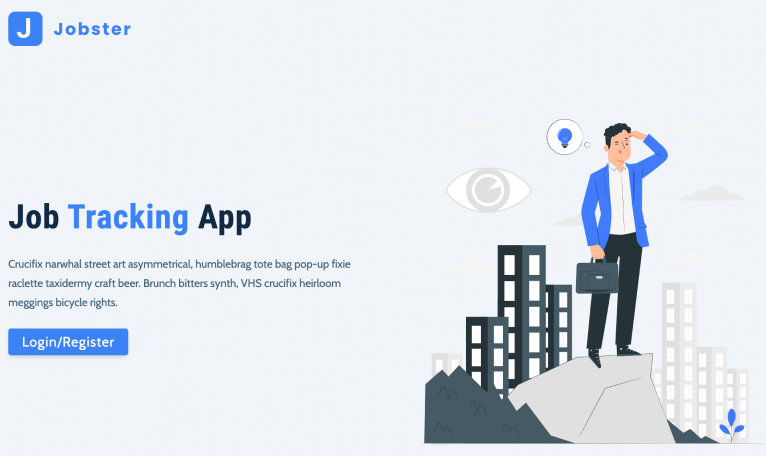 J Jobster
Job Tracking App
Crucifix narwhal street art asymmetrical, humblebrag tote bag pop-up fixie
raclette taxidermy craft beer. Brunch bitters synth, VHS crucifix heirloom
meggings bicycle rights.
Login/Register